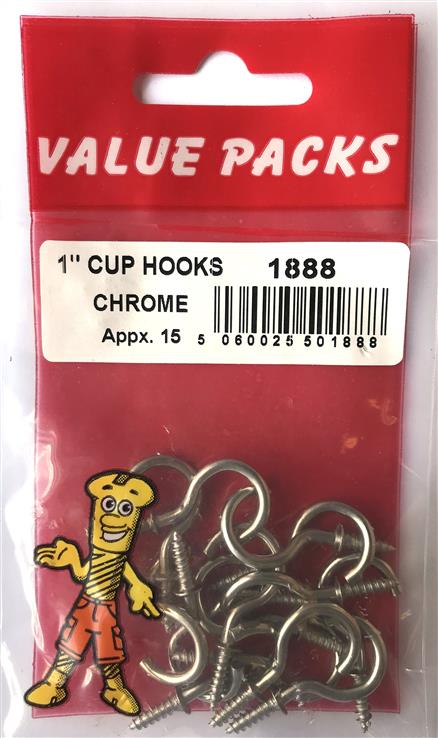 VALUE PACKS
1" CUP HOOKS 1888
CHROME
Appx. 15
5 060025 501888